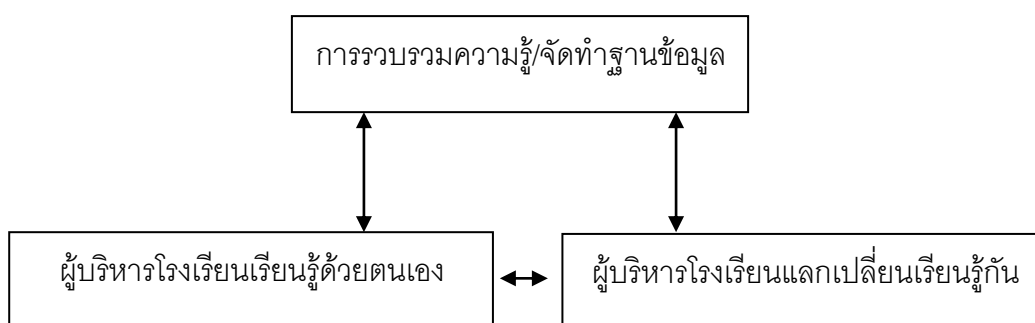 การรวบรวมความรู้/จัดทำฐานข้อมูล
ผู้บริหารโรงเรียนเรียนรู้ด้วยตนเอง
ผู้บริหารโรงเรียนแลกเปลี่ยนเรียนรู้กัน